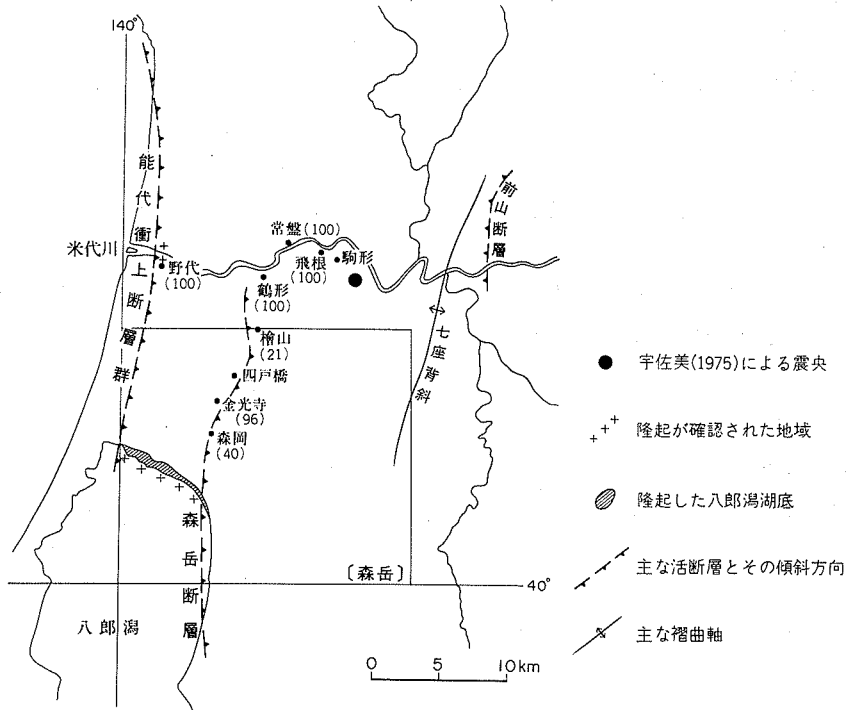 140°
能代衝上断層群
米代川
野代
(100)
常盤(100)
飛根
(100)
駒形
鶴形
(100)
前山断層
七座背斜
檜山
(21)
四戸橋
金光寺
(96)
森岡
(40)
森岳断層
〔森岳〕
40°
八郎潟
0 5 10km
宇佐美(1975)による震央
隆起が確認された地域
隆起した八郎潟湖底
主な活断層とその傾斜方向
主な褶曲軸